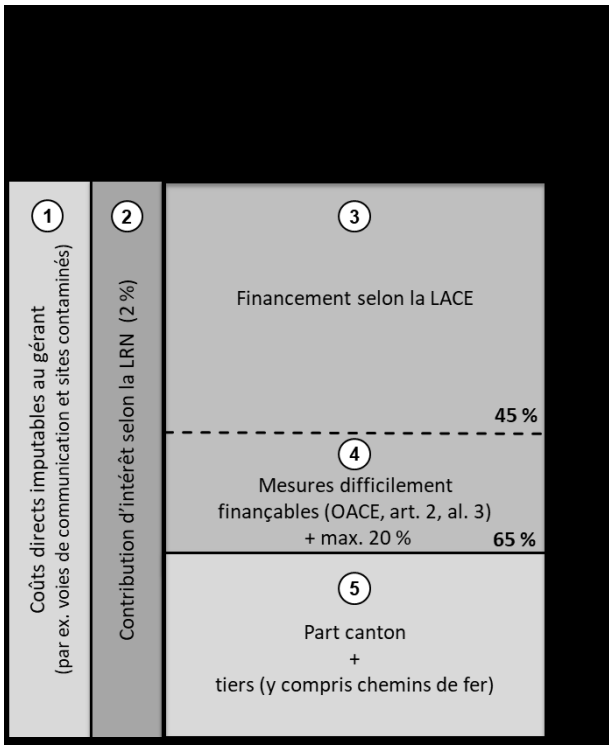 1
Coûts directs imputables au gérant
(par ex. voies de communication et sites contaminés)
2
Contribution d'intérêt selon la LRN (2 %)
3
Financement selon la LACE
45 %
4
Mesures difficilement
finançables (OACE, art. 2, al. 3)
+ max. 20 %
65 %
5
Part canton
+
tiers (y compris chemins de fer)